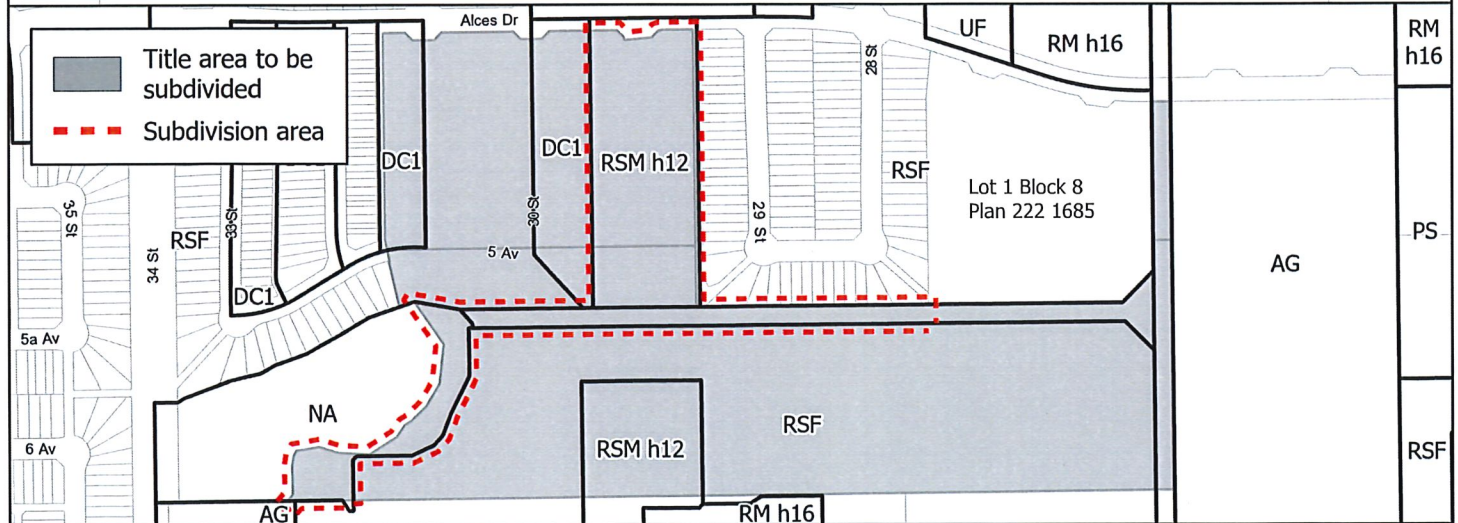 Alces Dr
UF
RM h16
RM
h16
Title area to be
subdivided
Subdivision area
28 St
DC1
DC1
RSM h12
RSF
Lot 1 Block 8
Plan 222 1685
35 St
33 St
30 St
29 St
RSF
34 St
5 Av
PS
AG
DC1
5a Av
NA
RSF
6 Av
RSM h12
RSF
AG
RM h16